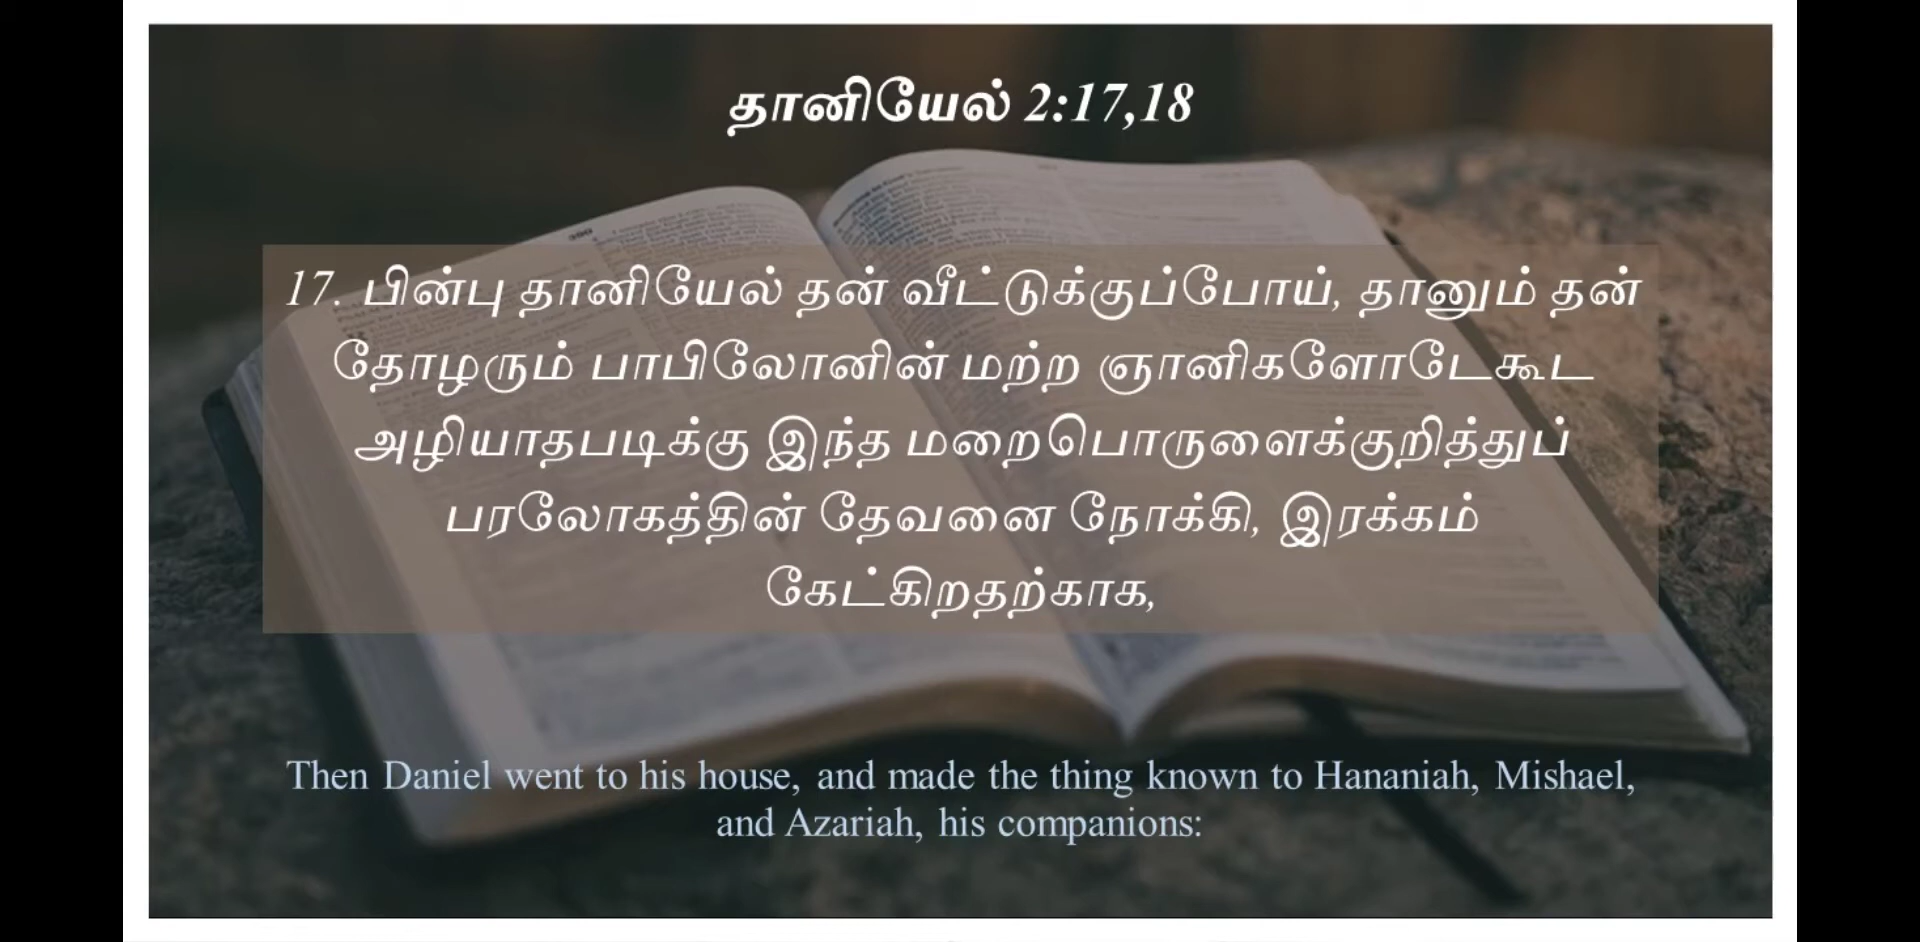 தானியேல் 2:17,18
17. பின்பு தானியேல் தன் வீட்டுக்குப்போய், தானும் தன்
தோழரும் பாபிலோனின் மற்ற ஞானிகளோடேகூட
அழியாதபடிக்கு இந்த மறைபொருளைக்குறித்துப்
பரலோகத்தின் தேவனை நோக்கி, இரக்கம்
கேட்கிறதற்காக,
Then Daniel went to his house, and made the thing known to Hananiah, Mishael,
and Azariah, his companions: